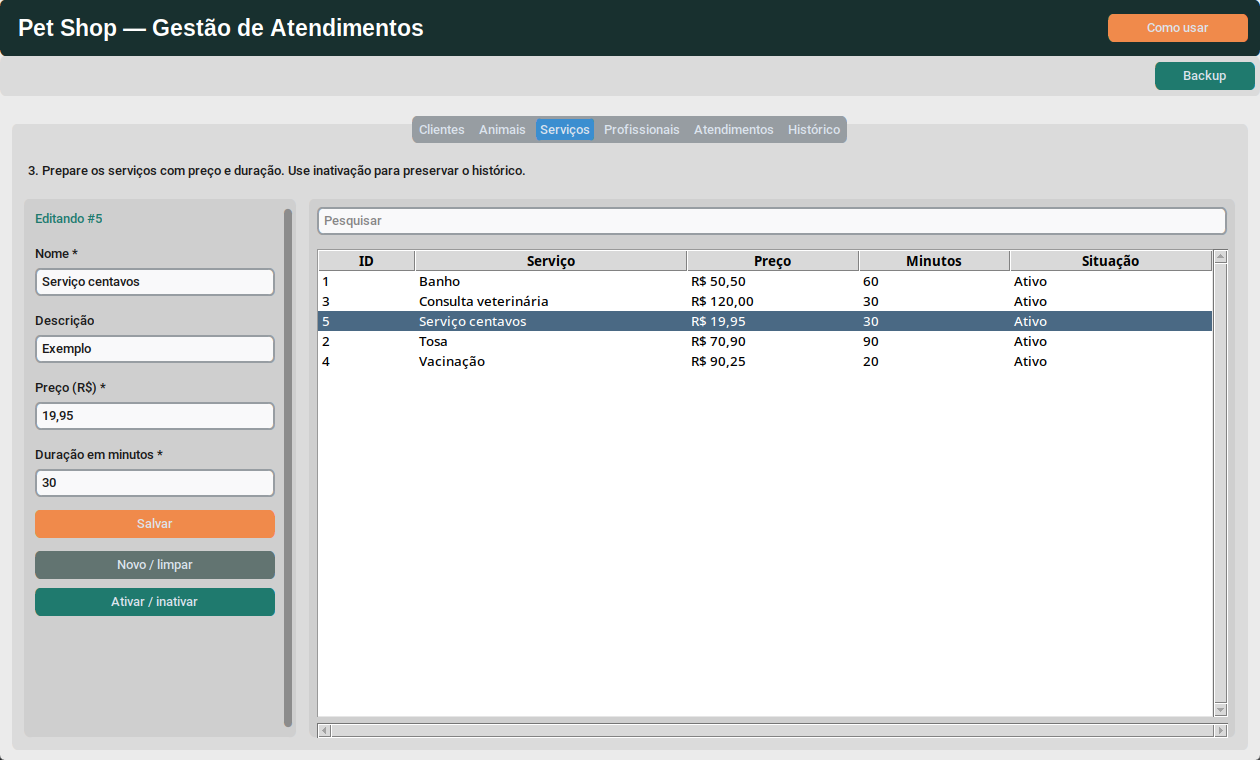 Pet Shop — Gestão de Atendimentos
Como usar
Backup
Clientes Animais Serviços Profissionais Atendimentos Histórico
3. Prepare os serviços com preço e duração. Use inativação para preservar o histórico.
Editando #5
Nome *
Serviço centavos
Descrição
Exemplo
Preço (R$) *
19,95
Duração em minutos *
30
Salvar
Novo / limpar
Ativar / inativar
Pesquisar
ID Serviço Preço Minutos Situação
1 Banho R$ 50,50 60 Ativo
3 Consulta veterinária R$ 120,00 30 Ativo
5 Serviço centavos R$ 19,95 30 Ativo
2 Tosa R$ 70,90 90 Ativo
4 Vacinação R$ 90,25 20 Ativo